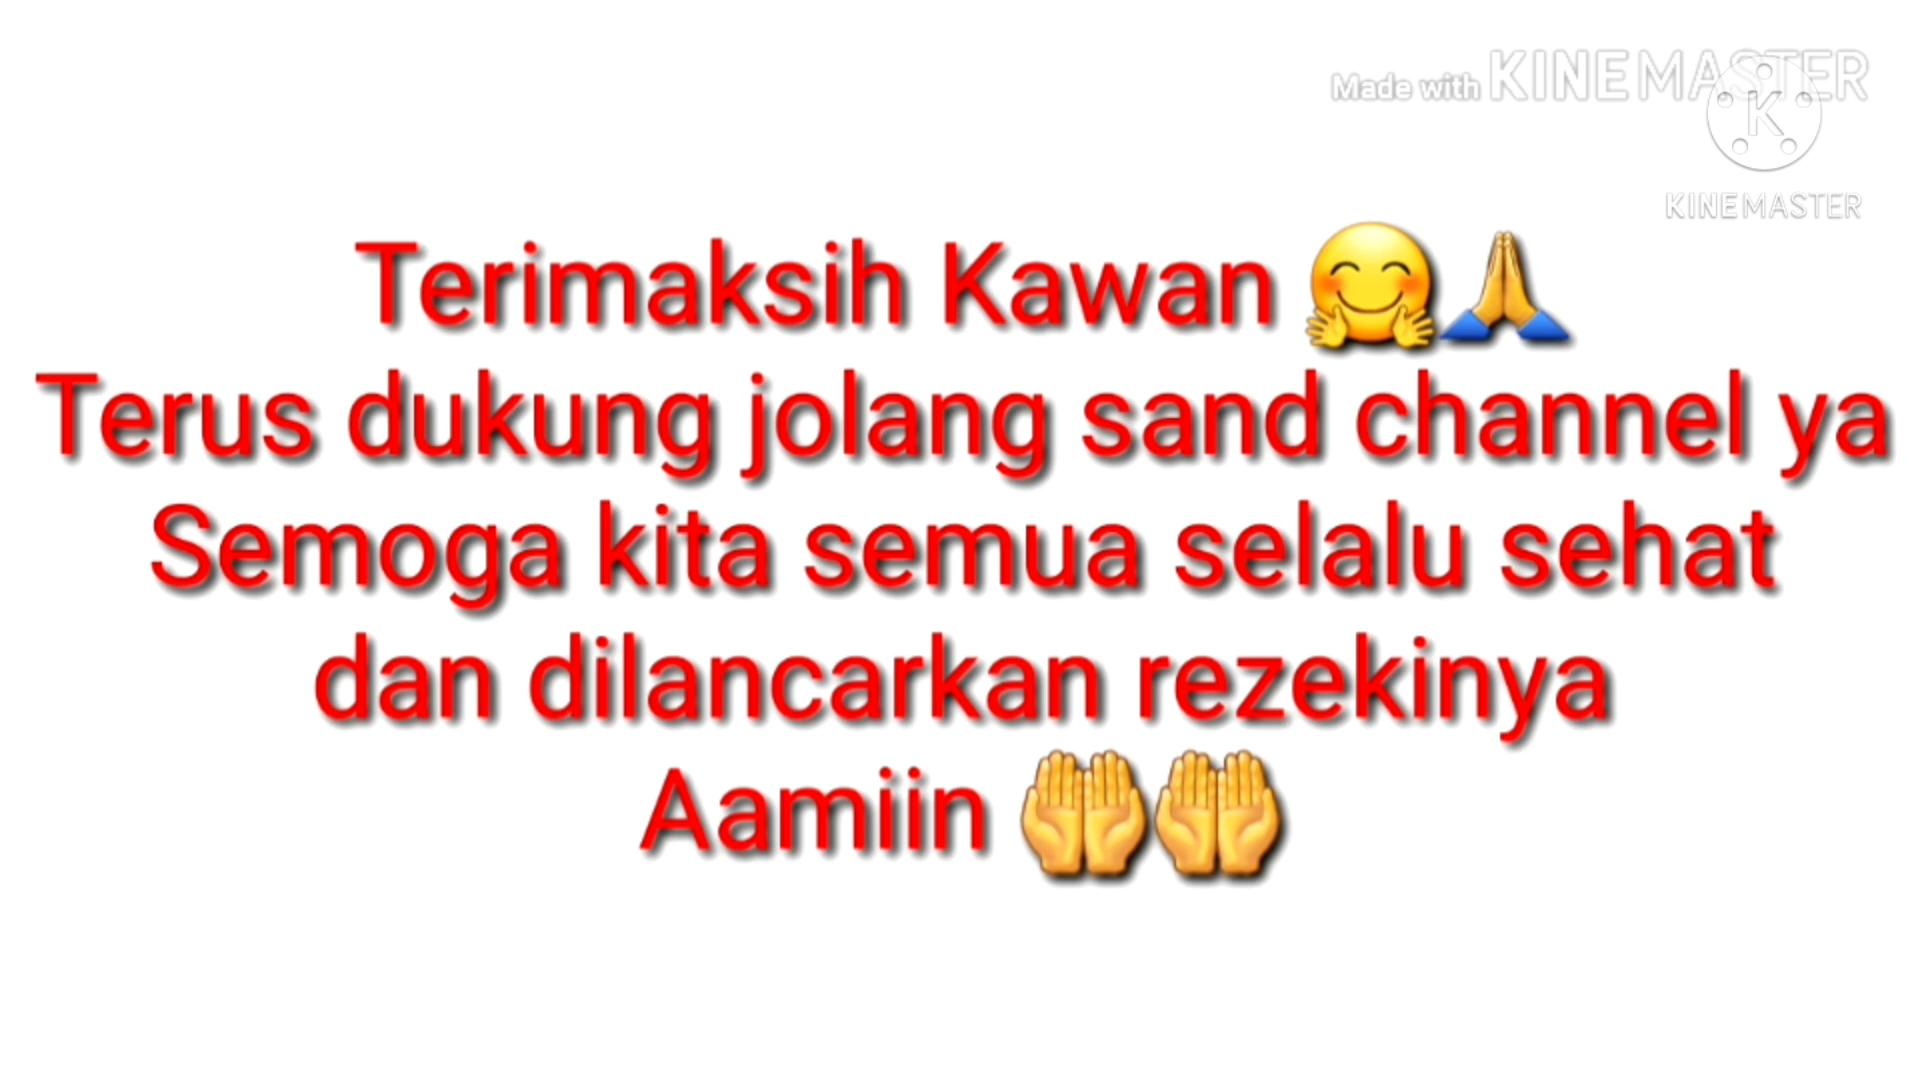 Made with KINEMASTER
K
KINEMASTER
Terimaksih Kawan 🤗🙏
Terus dukung jolang sand channel ya
Semoga kita semua selalu sehat
dan dilancarkan rezekinya
Aamiin 🤲🤲